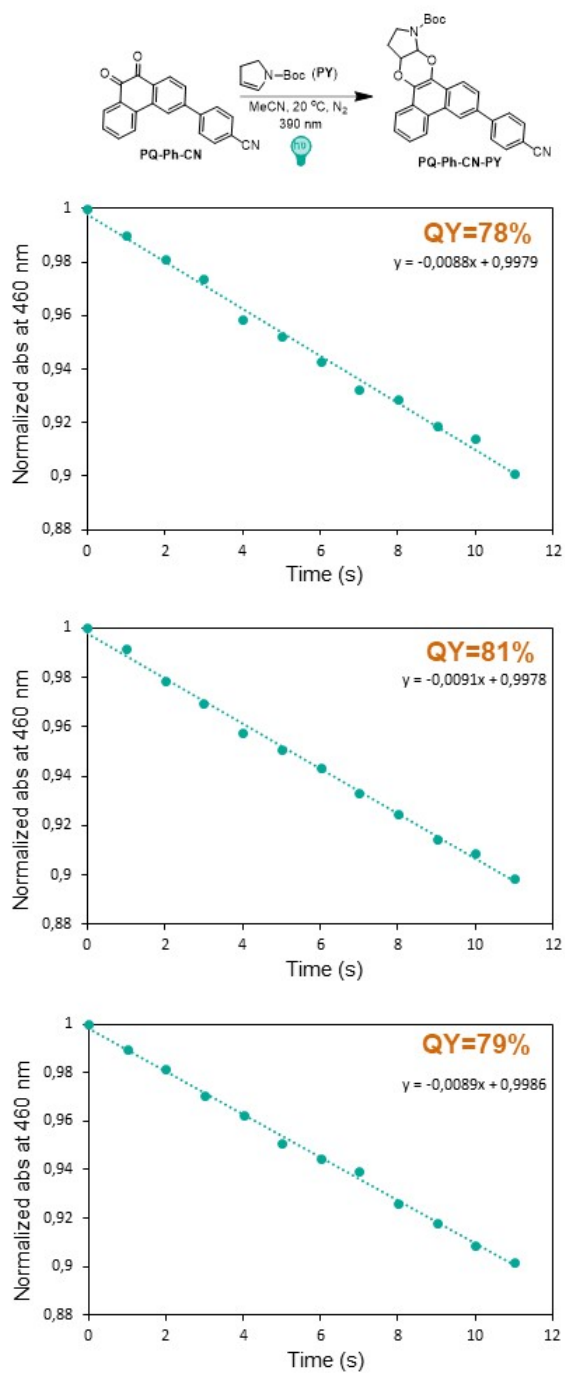 Boc
N
O
O
O
O
N—Boc (PY)
MeCN, 20 ºC, N₂
390 nm
hυ
CN
CN
PQ-Ph-CN
PQ-Ph-CN-PY
QY=78%
y = -0,0088x + 0,9979
1
0,98
0,96
0,94
0,92
0,9
0,88
0 2 4 6 8 10 12
Normalized abs at 460 nm
Time (s)
QY=81%
y = -0,0091x + 0,9978
1
0,98
0,96
0,94
0,92
0,9
0,88
0 2 4 6 8 10 12
Normalized abs at 460 nm
Time (s)
QY=79%
y = -0,0089x + 0,9986
1
0,98
0,96
0,94
0,92
0,9
0,88
0 2 4 6 8 10 12
Normalized abs at 460 nm
Time (s)